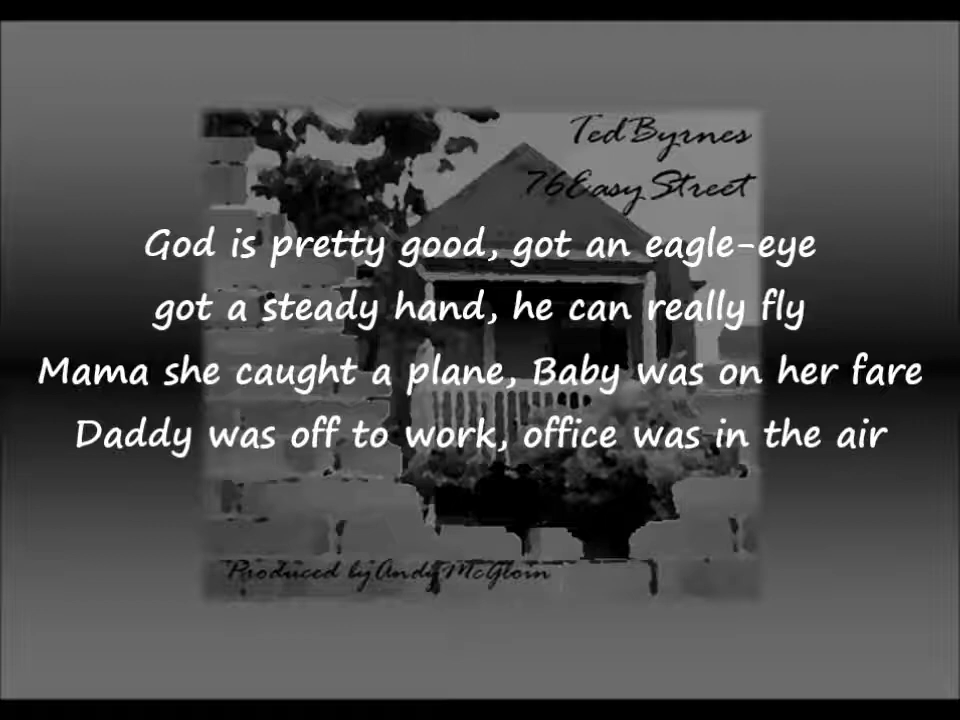 Ted Byrnes
76 Easy Street
God is pretty good, got an eagle-eye
got a steady hand, he can really fly
Mama she caught a plane, Baby was on her fare
Daddy was off to work, office was in the air
Produced by Andy McGloin